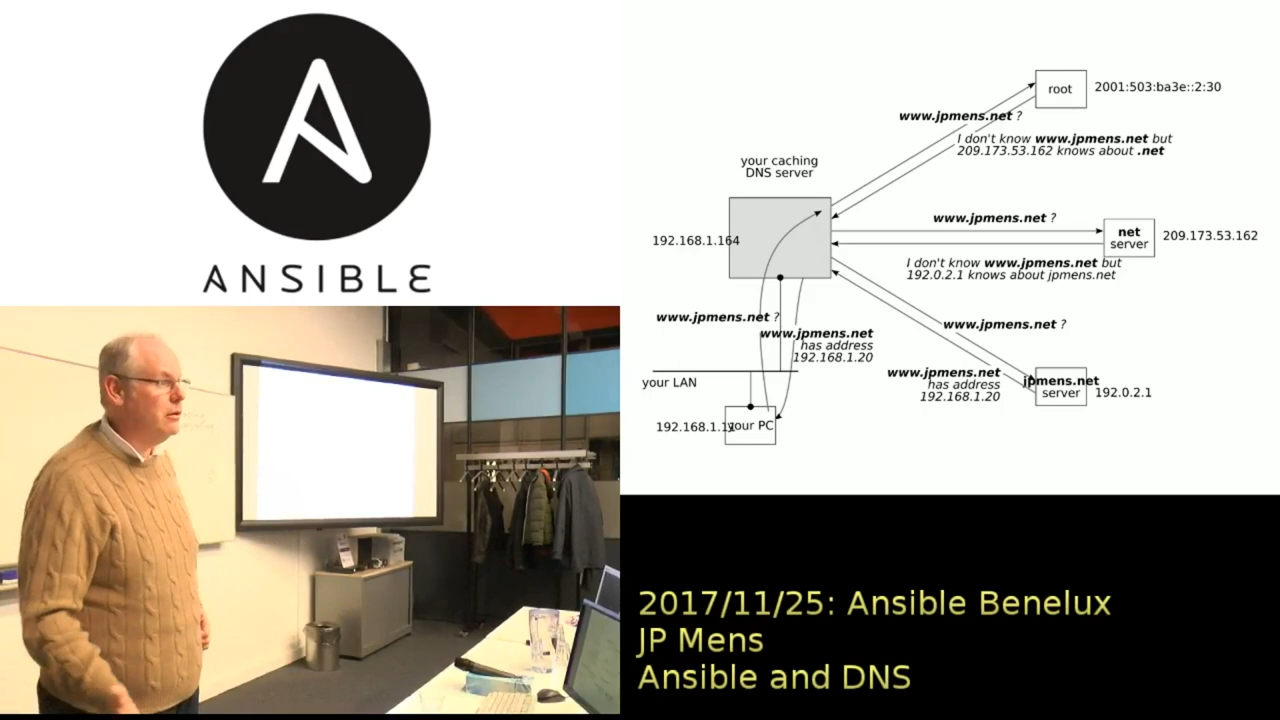 ANSIBLE
root
2001:503:ba3e::2:30
www.jpmens.net ?
I don't know www.jpmens.net but
209.173.53.162 knows about .net
your caching
DNS server
192.168.1.164
www.jpmens.net ?
net
server
209.173.53.162
I don't know www.jpmens.net but
192.0.2.1 knows about jpmens.net
www.jpmens.net ?
www.jpmens.net ?
www.jpmens.net
has address
192.168.1.20
www.jpmens.net
has address
192.168.1.20
jpmens.net
server
192.0.2.1
your LAN
your PC
2017/11/25: Ansible Benelux
JP Mens
Ansible and DNS